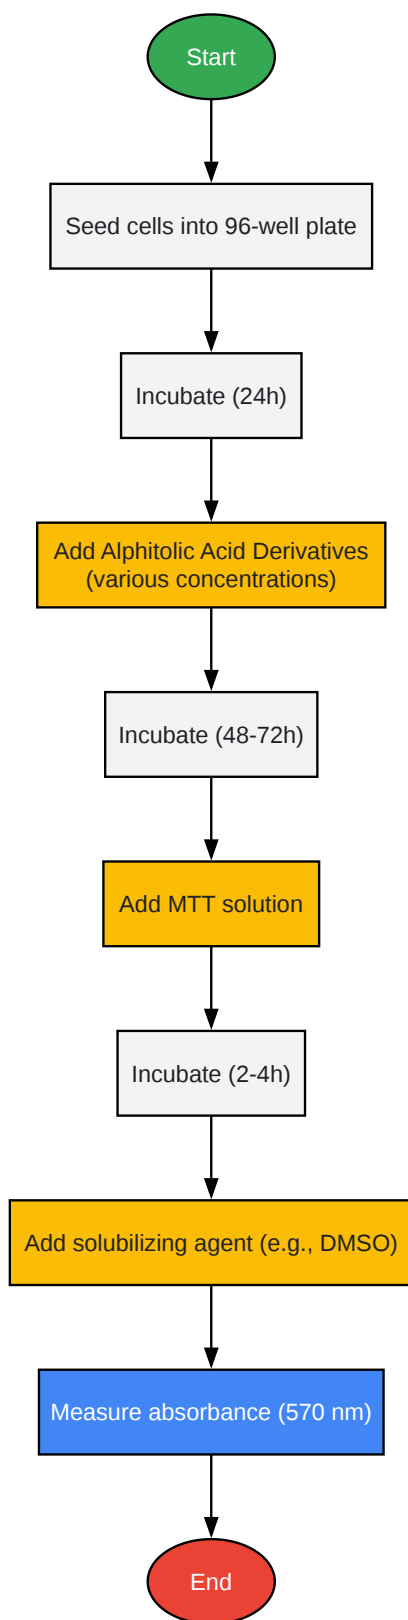 Start
Seed cells into 96-well plate
Incubate (24h)
Add Alphitolic Acid Derivatives
(various concentrations)
Incubate (48-72h)
Add MTT solution
Incubate (2-4h)
Add solubilizing agent (e.g., DMSO)
Measure absorbance (570 nm)
End